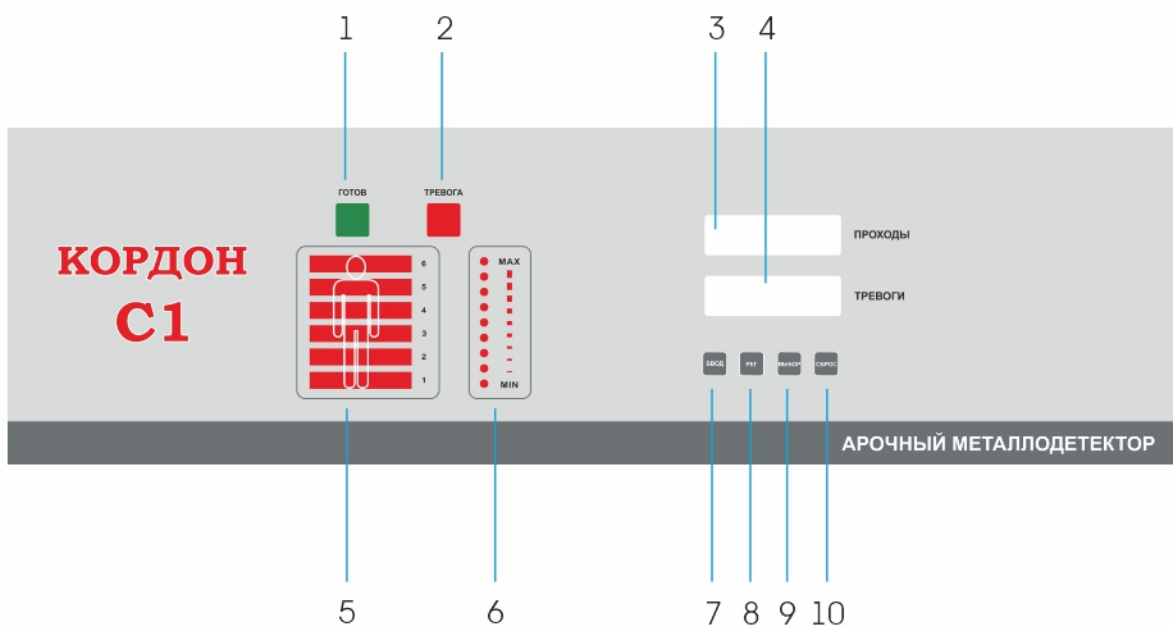 1 2 3 4
ГОТОВ ТРЕВОГА
КОРДОН
С1
6
5
4
3
2
1
MAX
MIN
ПРОХОДЫ
ТРЕВОГИ
ВВОД РЕГ ВЫБОР СБРОС
АРОЧНЫЙ МЕТАЛЛОДЕТЕКТОР
5 6 7 8 9 10